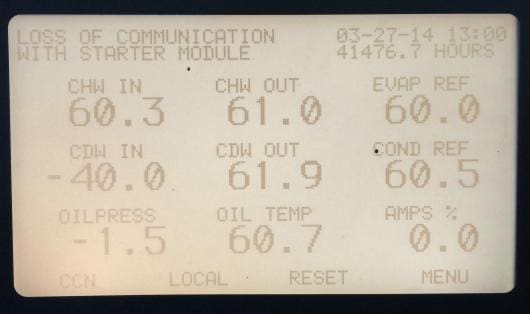 LOSS OF COMMUNICATION 03-27-14 13:00
WITH STARTER MODULE 41476.7 HOURS
CHW IN CHW OUT EVAP REF
60.3 61.0 60.0
CDW IN CDW OUT COND REF
-40.0 61.9 60.5
OILPRESS OIL TEMP AMPS %
-1.5 60.7 0.0
CCN LOCAL RESET MENU